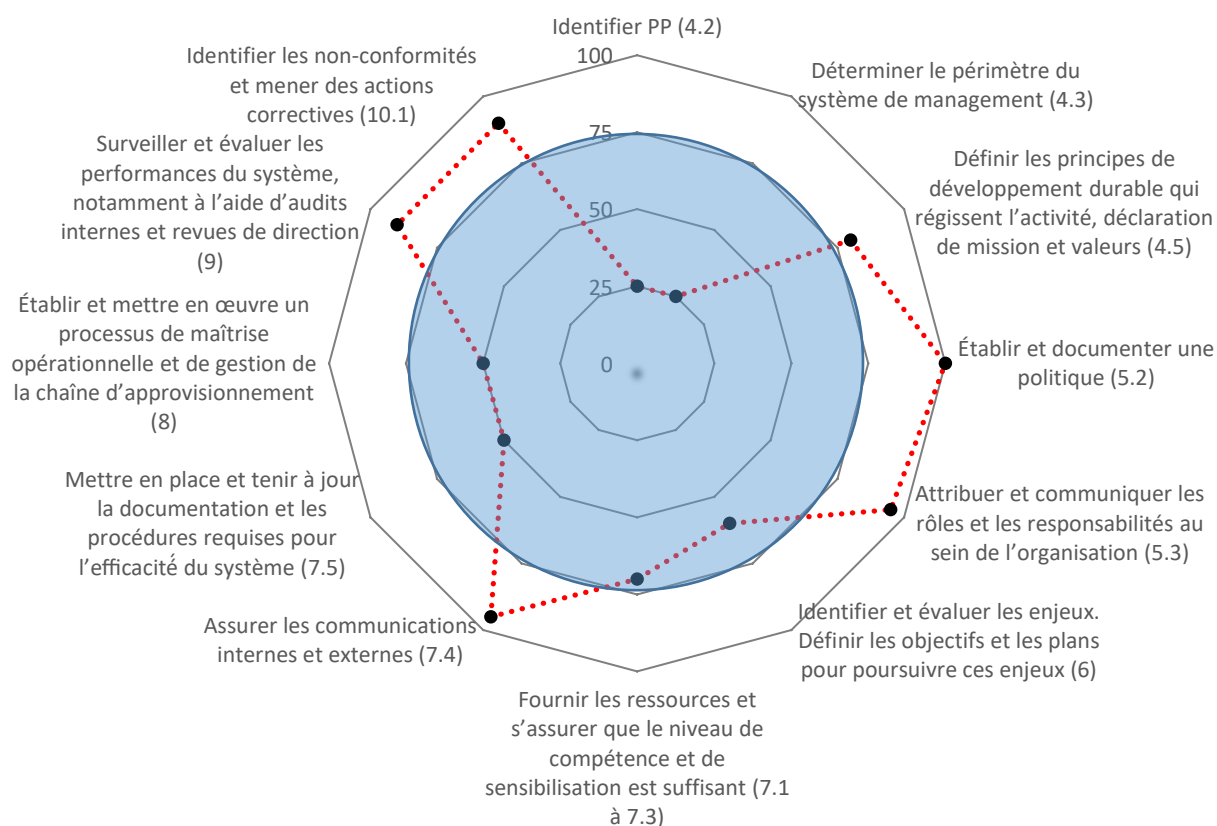 Identifier PP (4.2)
100
75
50
25
0
Déterminer le périmètre du
système de management (4.3)
Définir les principes de
développement durable qui
régissent l’activité, déclaration
de mission et valeurs (4.5)
Établir et documenter une
politique (5.2)
Attribuer et communiquer les
rôles et les responsabilités au
sein de l’organisation (5.3)
Identifier et évaluer les enjeux.
Définir les objectifs et les plans
pour poursuivre ces enjeux (6)
Fournir les ressources et
s’assurer que le niveau de
compétence et de
sensibilisation est suffisant (7.1
à 7.3)
Assurer les communications
internes et externes (7.4)
Mettre en place et tenir à jour
la documentation et les
procédures requises pour
l’efficacité du système (7.5)
Établir et mettre en œuvre un
processus de maîtrise
opérationnelle et de gestion de
la chaîne d’approvisionnement
(8)
Surveiller et évaluer les
performances du système,
notamment à l’aide d’audits
internes et revues de direction
(9)
Identifier les non-conformités
et mener des actions
correctives (10.1)